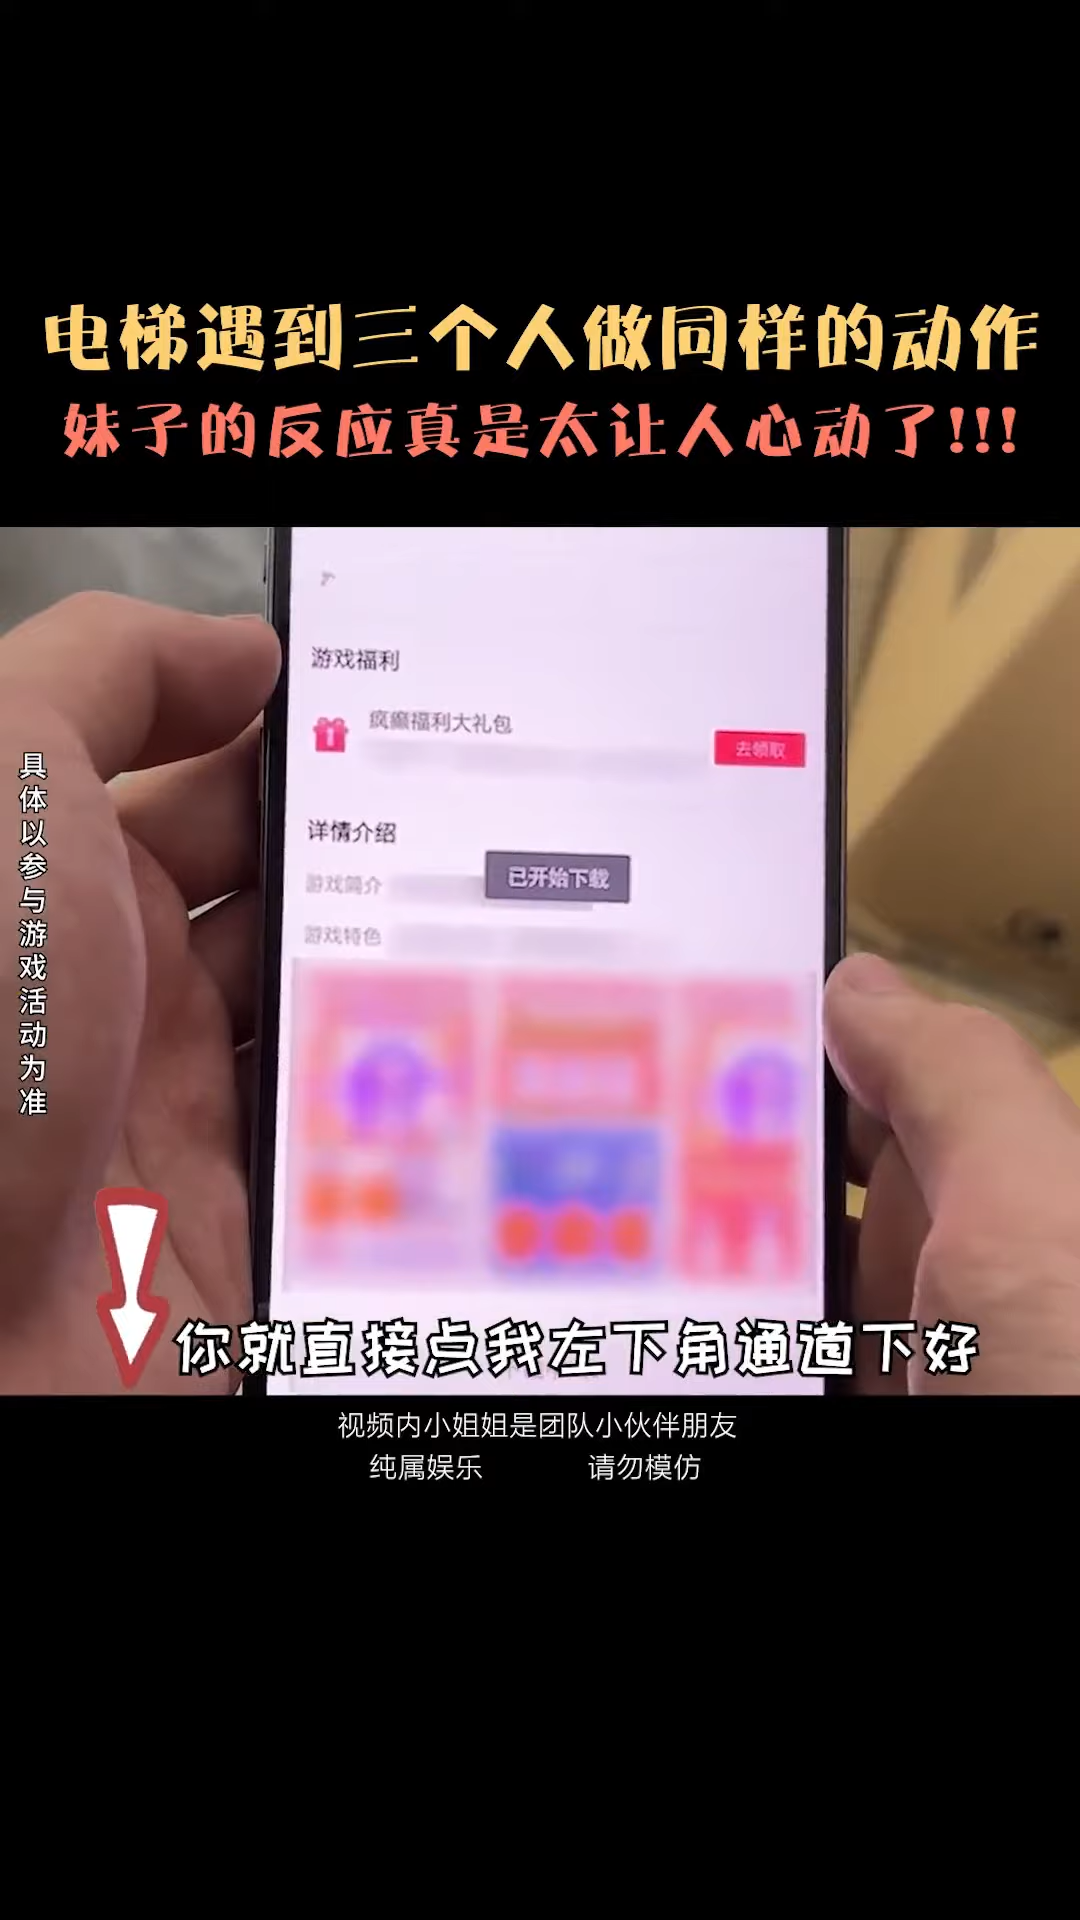 电梯遇到三个人做同样的动作
妹子的反应真是太让人心动了!!!
游戏福利
疯癫福利大礼包
去领取
详情介绍
已开始下载
游戏简介
游戏特色
具体以参与游戏活动为准
你就直接点我左下角通道下好
视频内小姐姐是团队小伙伴朋友
纯属娱乐 请勿模仿